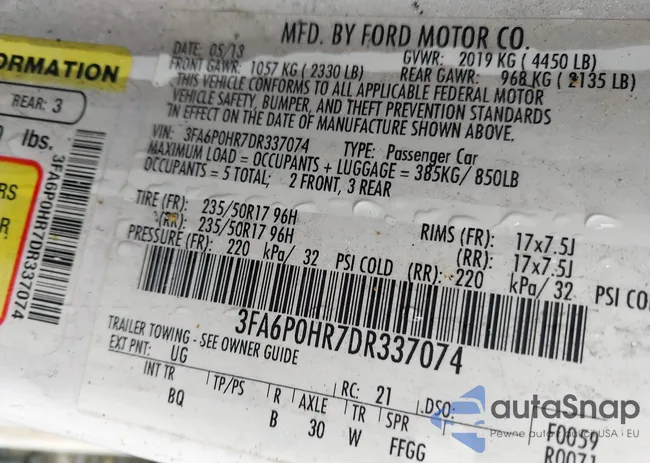 MFD. BY FORD MOTOR CO.
DATE: 05/13 GVWR: 2019 KG ( 4450 LB)
FRONT GAWR: 1057 KG ( 2330 LB) REAR GAWR: 968 KG ( 2135 LB)
THIS VEHICLE CONFORMS TO ALL APPLICABLE FEDERAL MOTOR
VEHICLE SAFETY, BUMPER, AND THEFT PREVENTION STANDARDS
IN EFFECT ON THE DATE OF MANUFACTURE SHOWN ABOVE.
VIN: 3FA6P0HR7DR337074 TYPE: Passenger Car
MAXIMUM LOAD = OCCUPANTS + LUGGAGE = 385KG/ 850LB
OCCUPANTS = 5 TOTAL; 2 FRONT, 3 REAR
TIRE (FR): 235/50R17 96H RIMS (FR): 17x7.5J
(RR): 235/50R17 96H (RR): 17x7.5J
PRESSURE (FR): 220 kPa/ 32 PSI COLD (RR): 220 kPa/ 32 PSI
3FA6P0HR7DR337074
TRAILER TOWING - SEE OWNER GUIDE
EXT PNT: UG RC: 21 DSO:
INT TR TP/PS R AXLE TR SPR
BQ B 30 W FFGG
F0059
ORMATION
REAR: 3
lbs.
3FA6P0HR7DR337074
autoSnap
Pewne auto z USA i EU